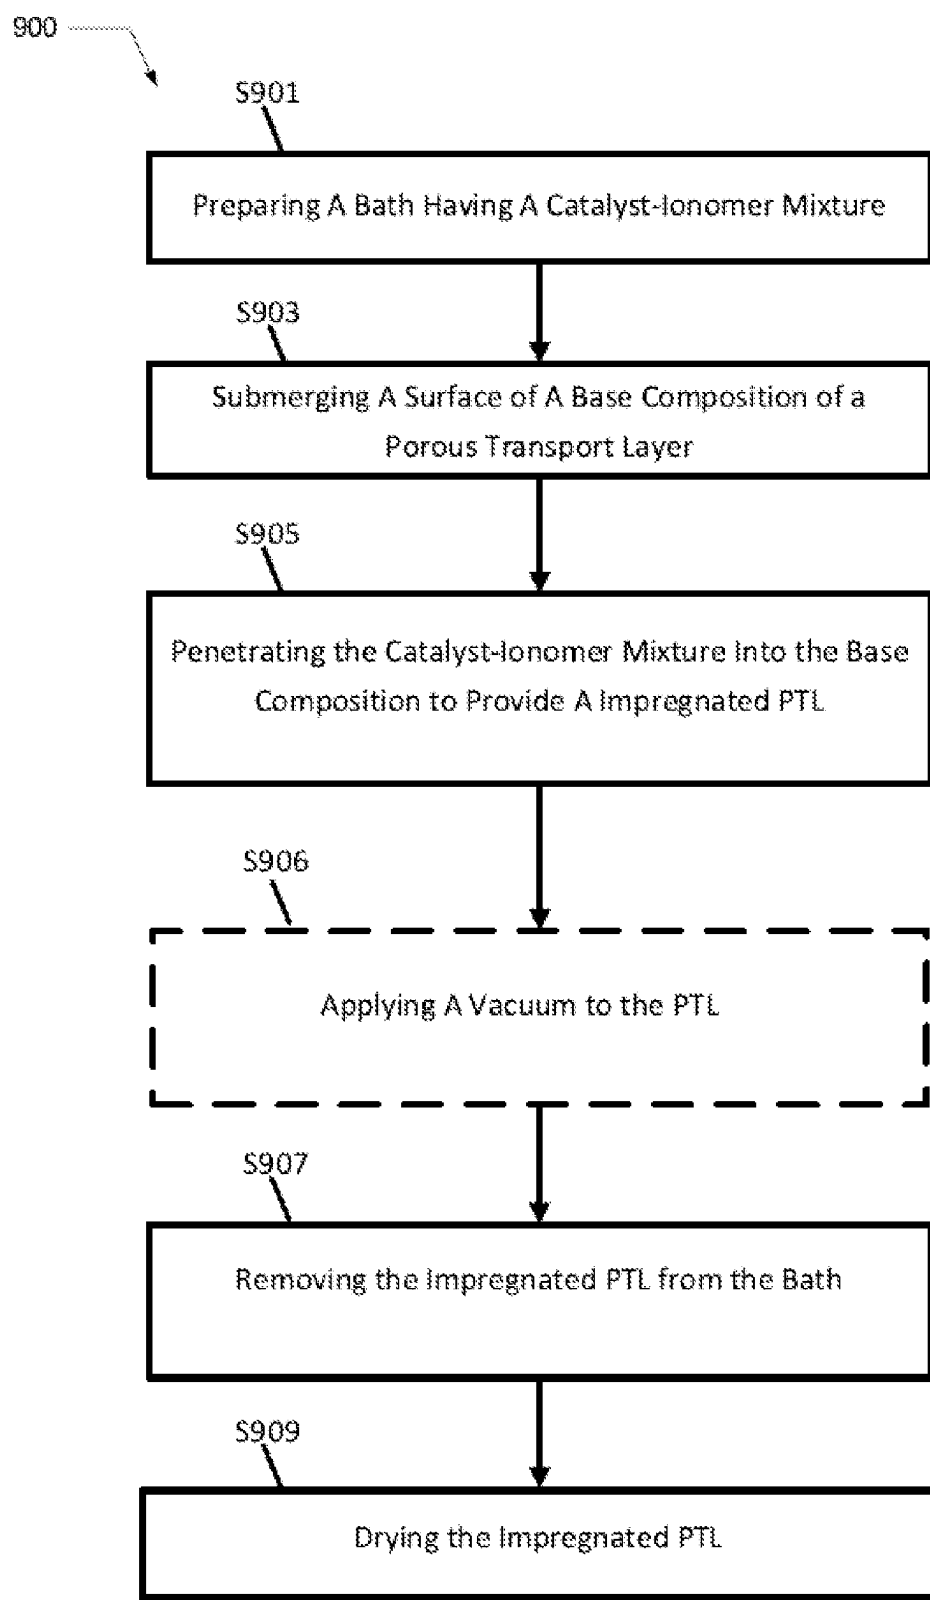 900
S901
Preparing A Bath Having A Catalyst-Ionomer Mixture
S903
Submerging A Surface of A Base Composition of a
Porous Transport Layer
S905
Penetrating the Catalyst-Ionomer Mixture Into the Base
Composition to Provide A Impregnated PTL
S906
Applying A Vacuum to the PTL
S907
Removing the Impregnated PTL from the Bath
S909
Drying the Impregnated PTL